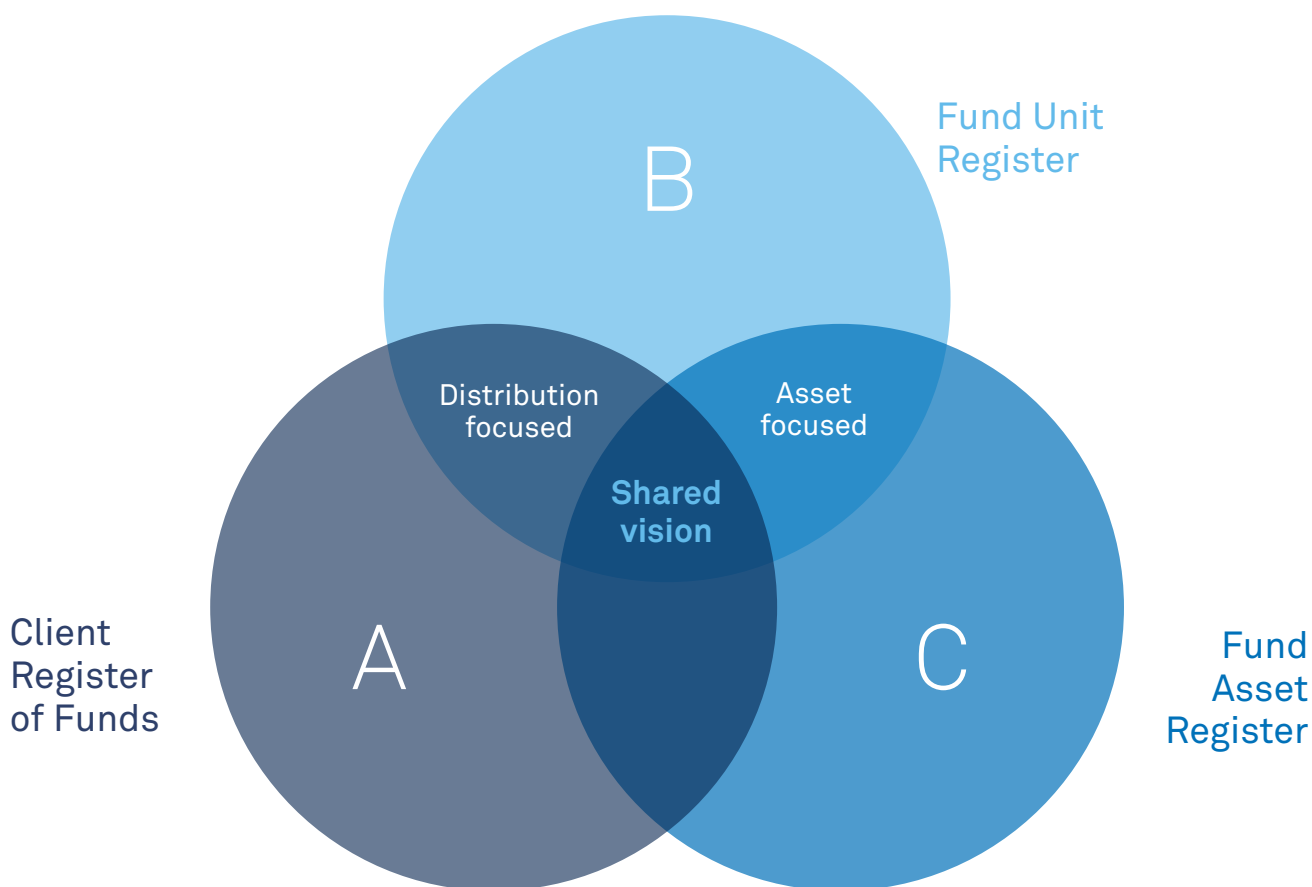 B
Fund Unit
Register
Distribution
focused
Asset
focused
Shared
vision
Client
Register
of Funds
A
C
Fund
Asset
Register